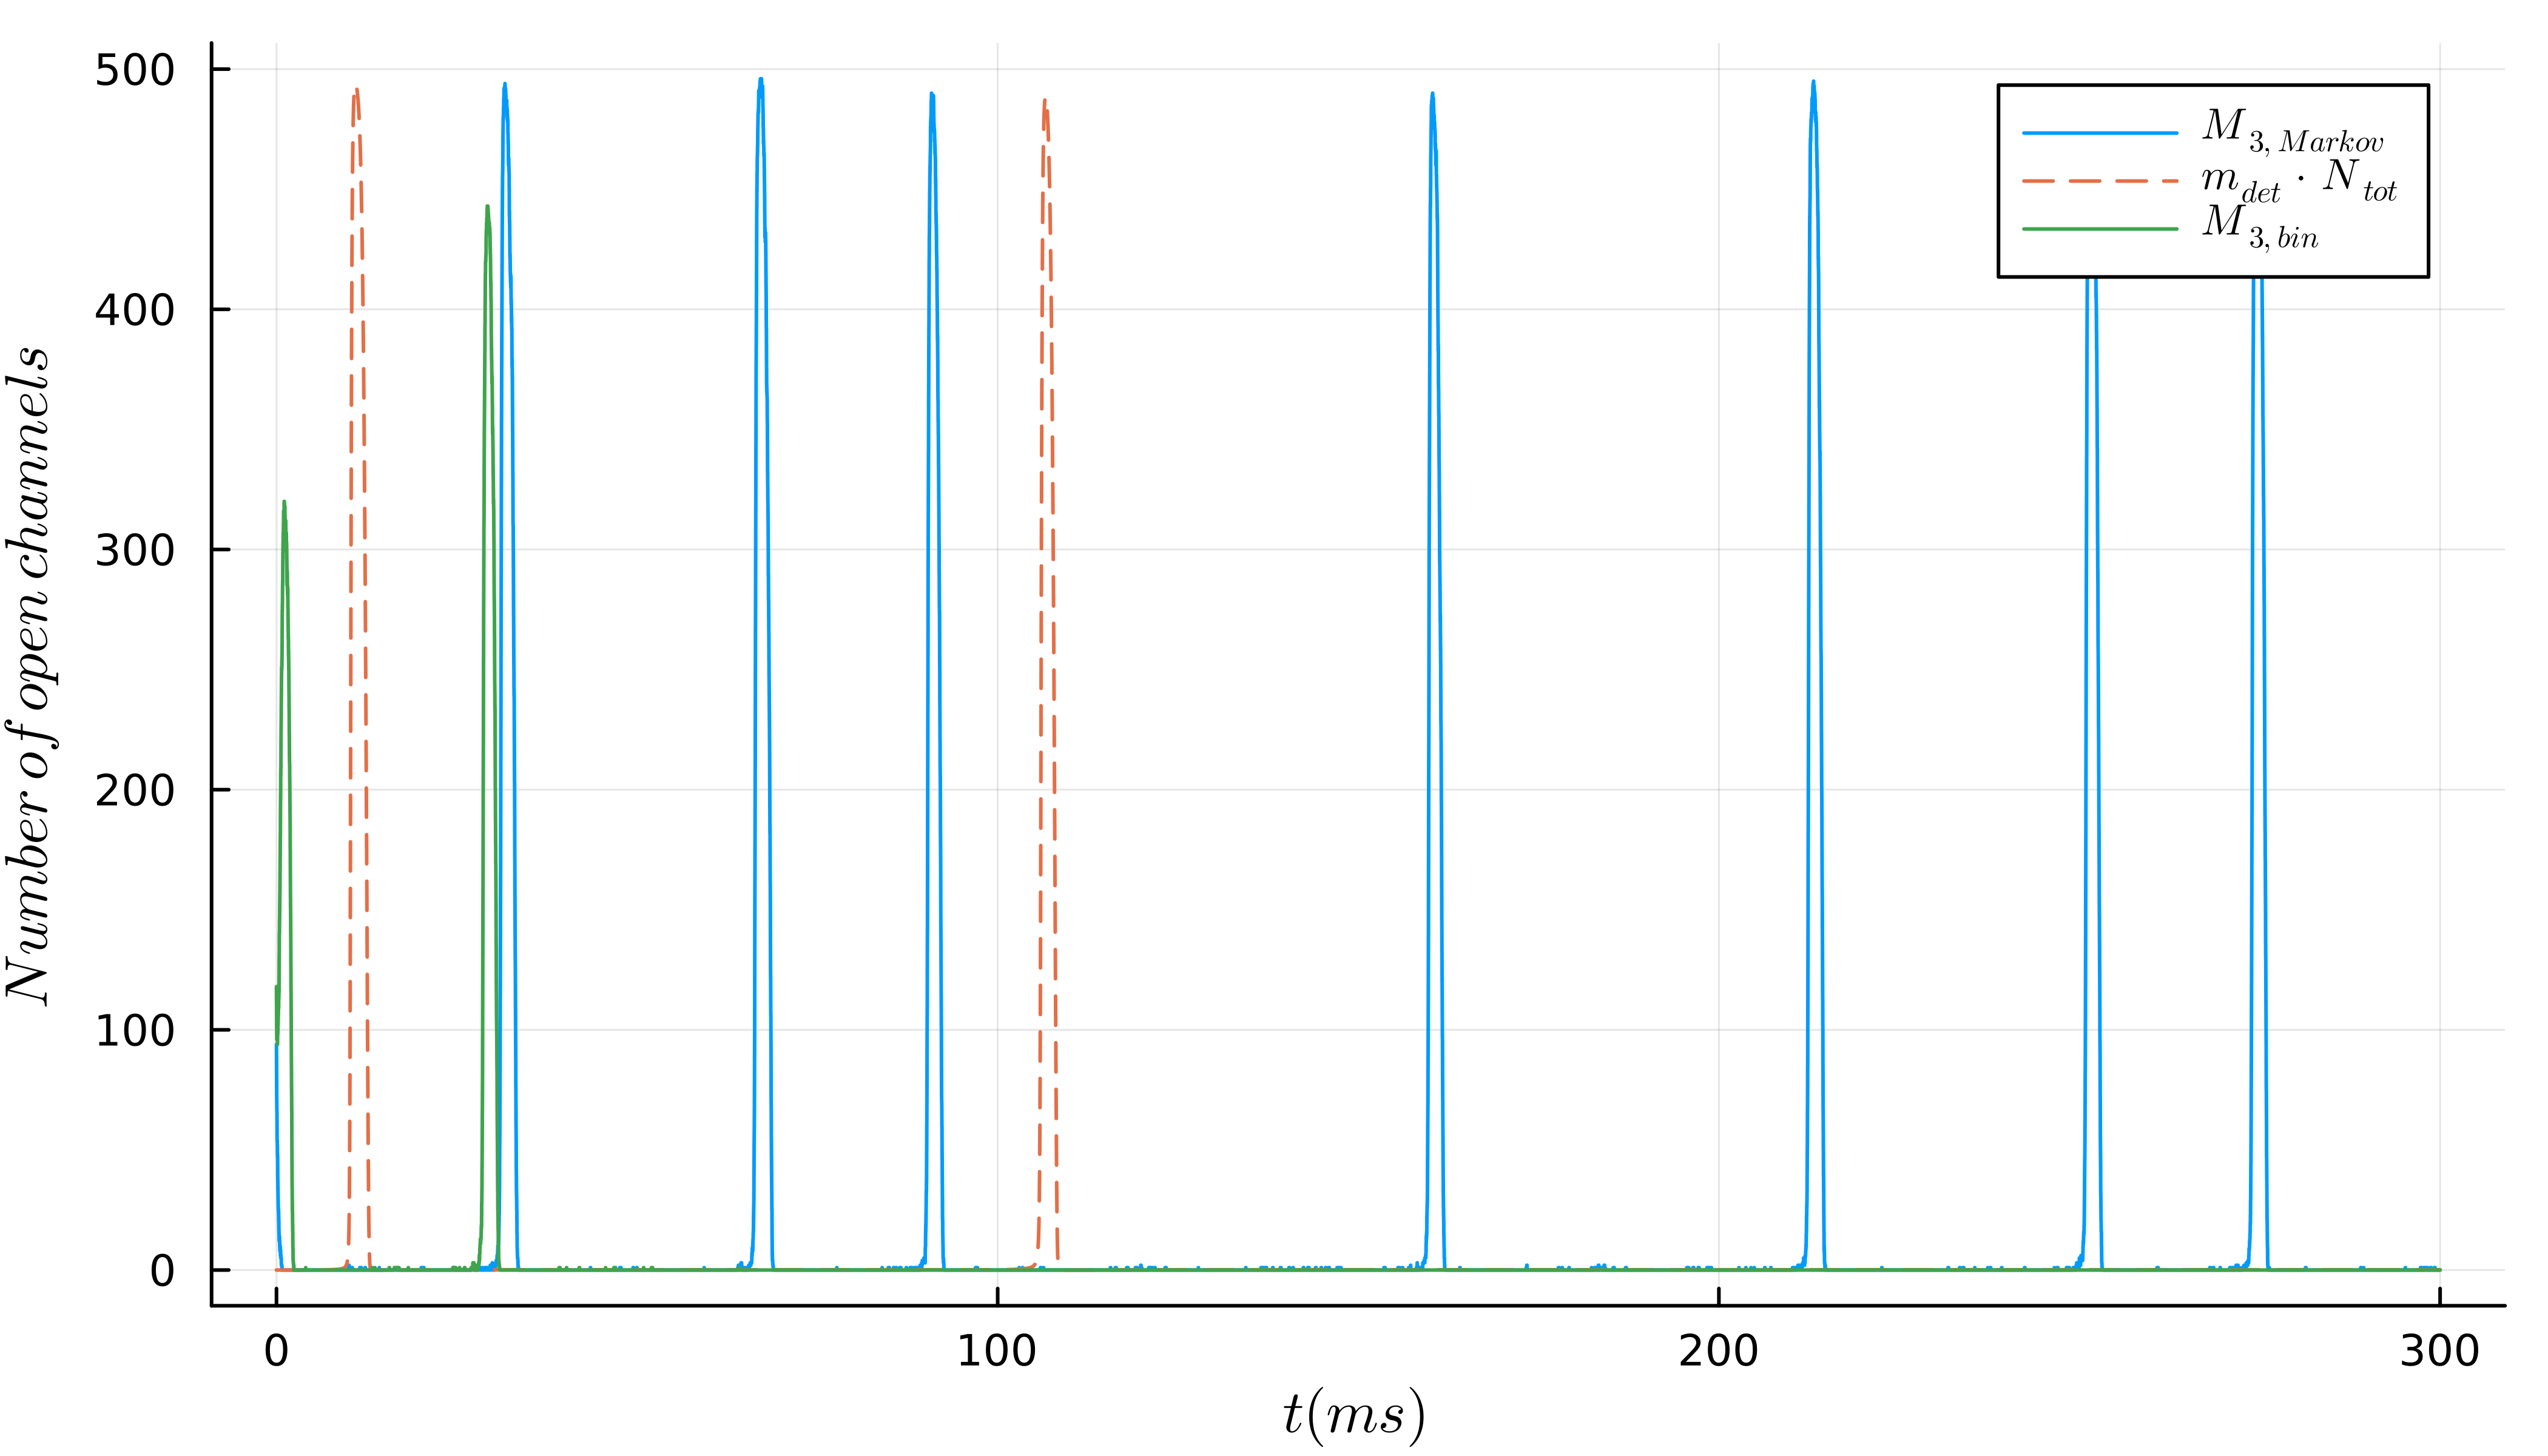 500
400
300
200
100
0
Number of open channels
M3, Markov
mdet · Ntot
M3, bin
0 100 200 300
t(ms)